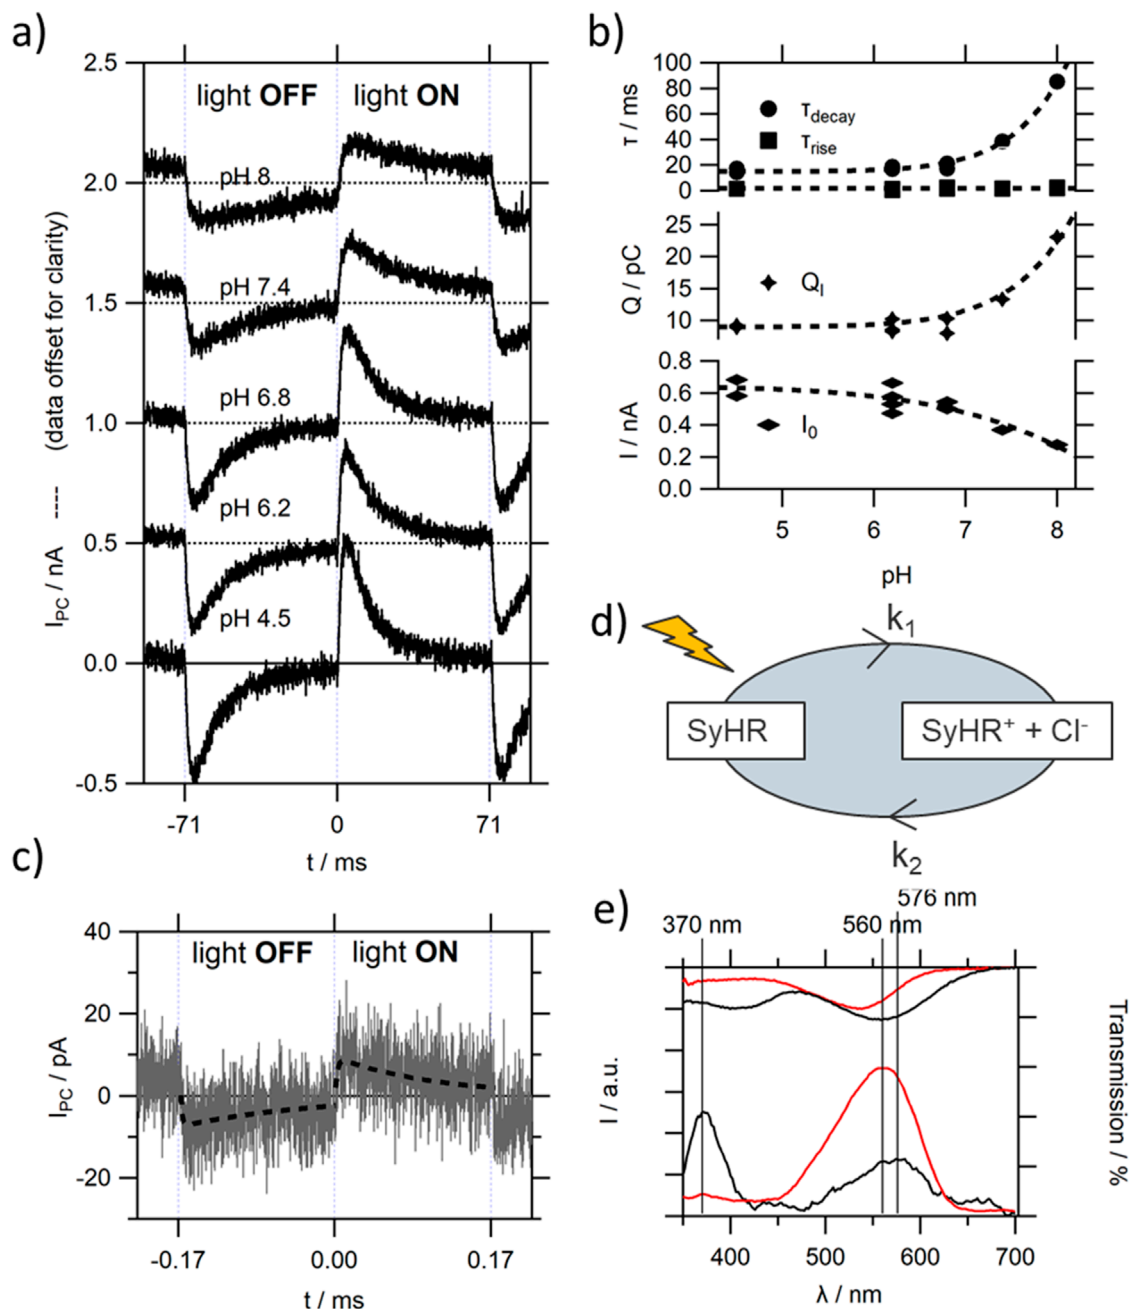 a)
2.5
2.0
1.5
1.0
0.5
0.0
-0.5
I_PC / nA ---- (data offset for clarity)
light OFF
light ON
pH 8
pH 7.4
pH 6.8
pH 6.2
pH 4.5
-71
0
71
t / ms
b)
100
80
60
40
20
0
τ / ms
τ_decay
τ_rise
25
20
15
10
Q / pC
Q_I
0.8
0.6
0.4
0.2
0.0
I / nA
I_0
5
6
7
8
pH
c)
40
20
0
-20
I_PC / pA
light OFF
light ON
-0.17
0.00
0.17
t / ms
d)
k₁
SyHR
SyHR⁺ + Cl⁻
k₂
e)
576 nm
370 nm
560 nm
I / a.u.
Transmission / %
400
500
600
700
λ / nm